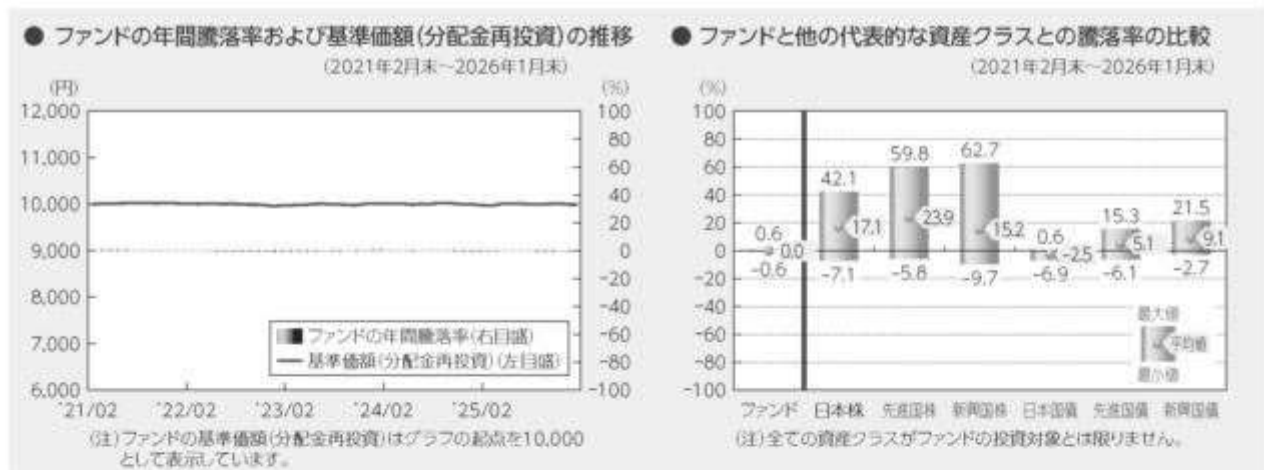 ● ファンドの年間騰落率および基準価額(分配金再投資)の推移
(2021年2月末～2026年1月末)
(円)
(%)
12,000
11,000
10,000
9,000
8,000
7,000
6,000
100
80
60
40
20
0
-20
-40
-60
-80
-100
ファンドの年間騰落率(右目盛)
基準価額(分配金再投資)(左目盛)
'21/02 '22/02 '23/02 '24/02 '25/02
(注)ファンドの基準価額(分配金再投資)はグラフの起点を10,000
として表示しています。
● ファンドと他の代表的な資産クラスとの騰落率の比較
(2021年2月末～2026年1月末)
(%)
100
80
60
40
20
0
-20
-40
-60
-80
-100
0.6 42.1 59.8 62.7 0.6 15.3 21.5
0.0 17.1 23.9 15.2 -2.5 5.1 9.1
-0.6 -7.1 -5.8 -9.7 -6.9 -6.1 -2.7
最大値
平均値
最小値
ファンド 日本株 先進国株 新興国株 日本国債 先進国債 新興国債
(注)全ての資産クラスがファンドの投資対象とは限りません。